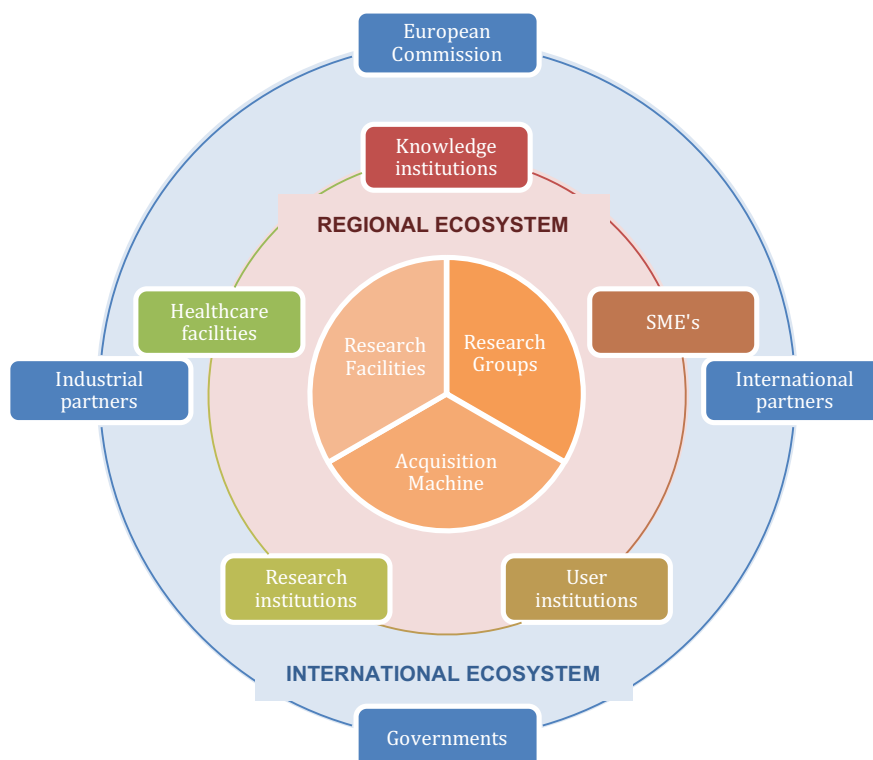 European
Commission
Knowledge
institutions
REGIONAL ECOSYSTEM
Healthcare
facilities
SME's
Research
Facilities
Research
Groups
Industrial
partners
International
partners
Acquisition
Machine
Research
institutions
User
institutions
INTERNATIONAL ECOSYSTEM
Governments